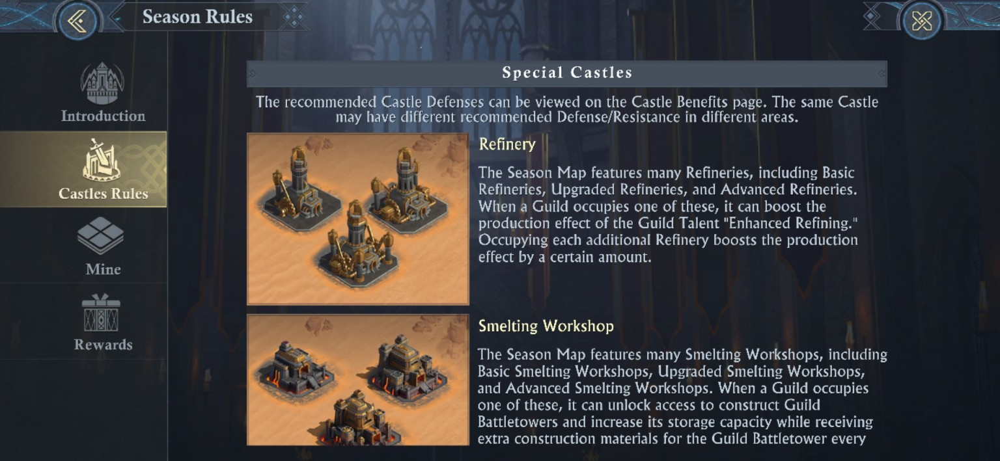 Season Rules
Introduction
Castles Rules
Mine
Rewards
Special Castles
The recommended Castle Defenses can be viewed on the Castle Benefits page. The same Castle
may have different recommended Defense/Resistance in different areas.
Refinery
The Season Map features many Refineries, including Basic
Refineries, Upgraded Refineries, and Advanced Refineries.
When a Guild occupies one of these, it can boost the
production effect of the Guild Talent "Enhanced Refining."
Occupying each additional Refinery boosts the production
effect by a certain amount.
Smelting Workshop
The Season Map features many Smelting Workshops, including
Basic Smelting Workshops, Upgraded Smelting Workshops,
and Advanced Smelting Workshops. When a Guild occupies
one of these, it can unlock access to construct Guild
Battletowers and increase its storage capacity while receiving
extra construction materials for the Guild Battletower every